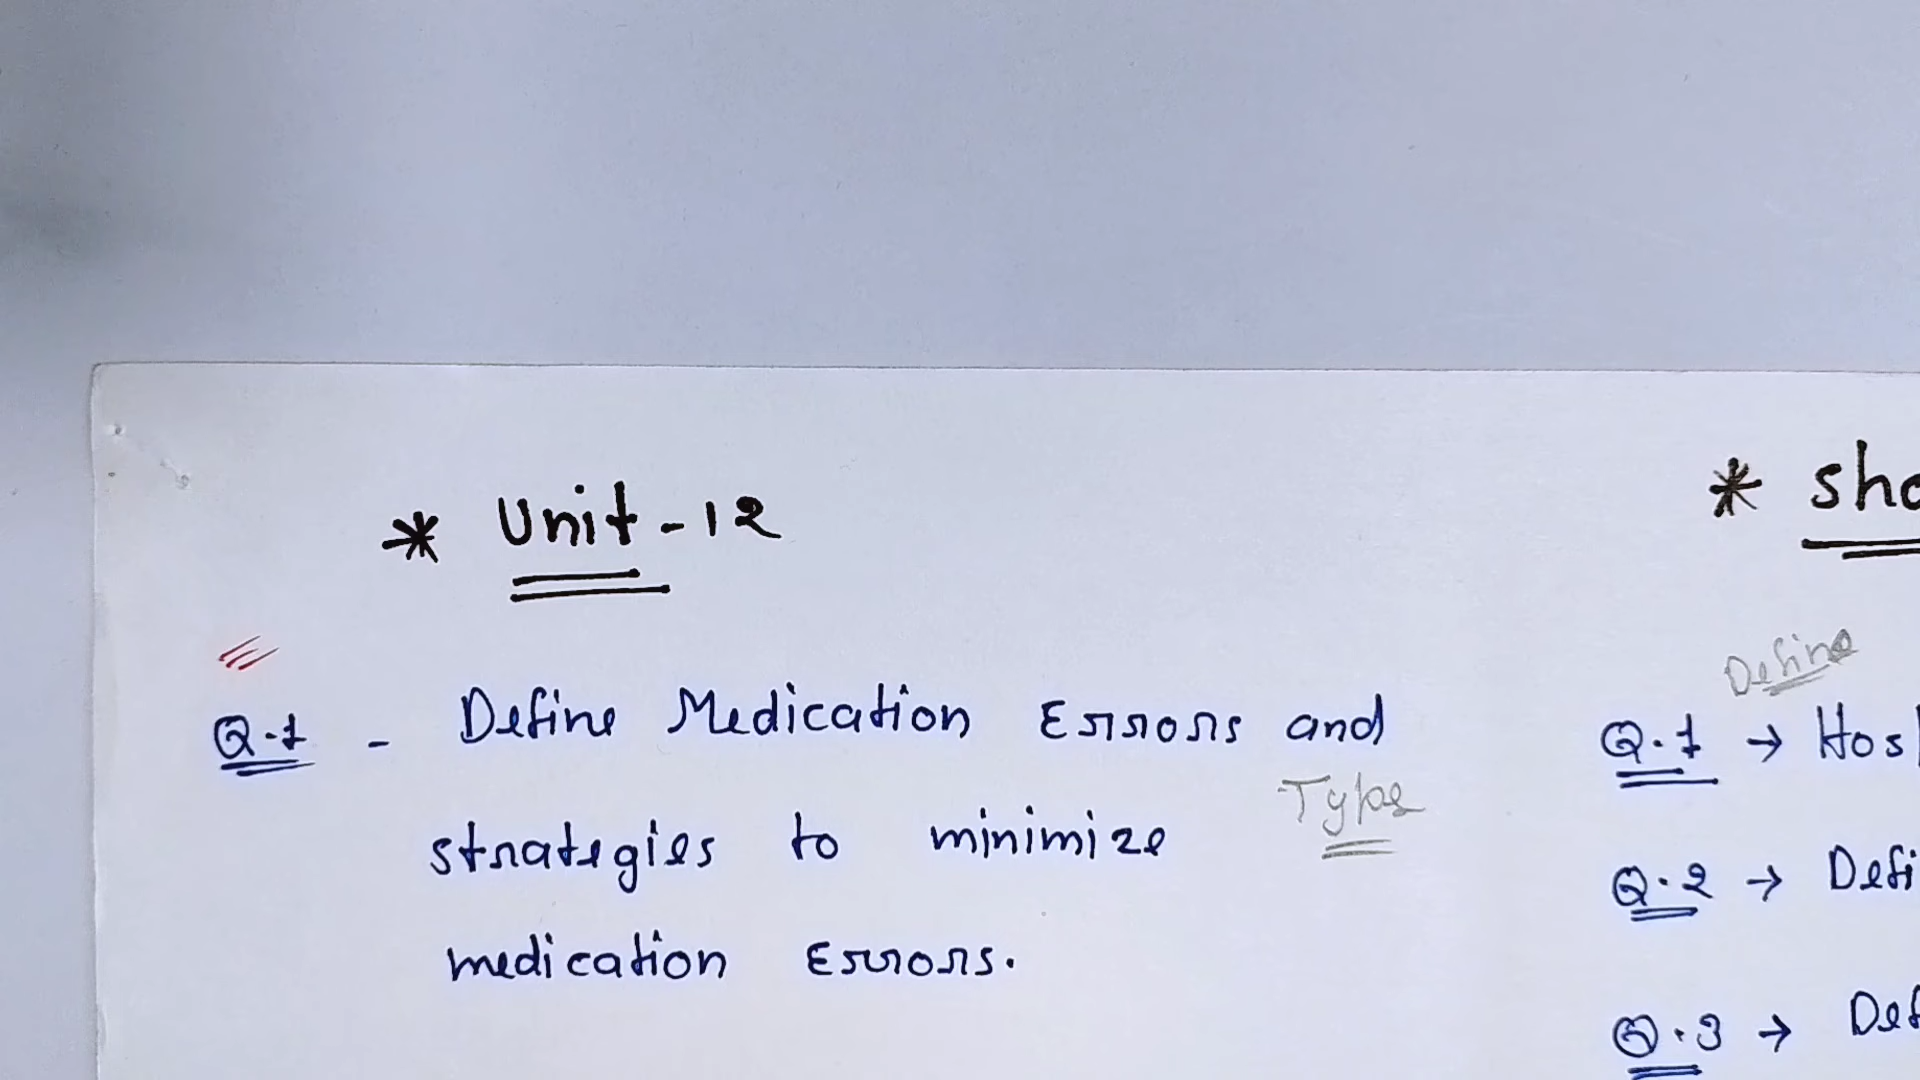 * Unit-12
Q.1 - Define Medication Errors and
Type
strategies to minimize
medication Errors.
* Sho
Define
Q.1 → Hos
Q.2 → Defi
Q.3 → Def